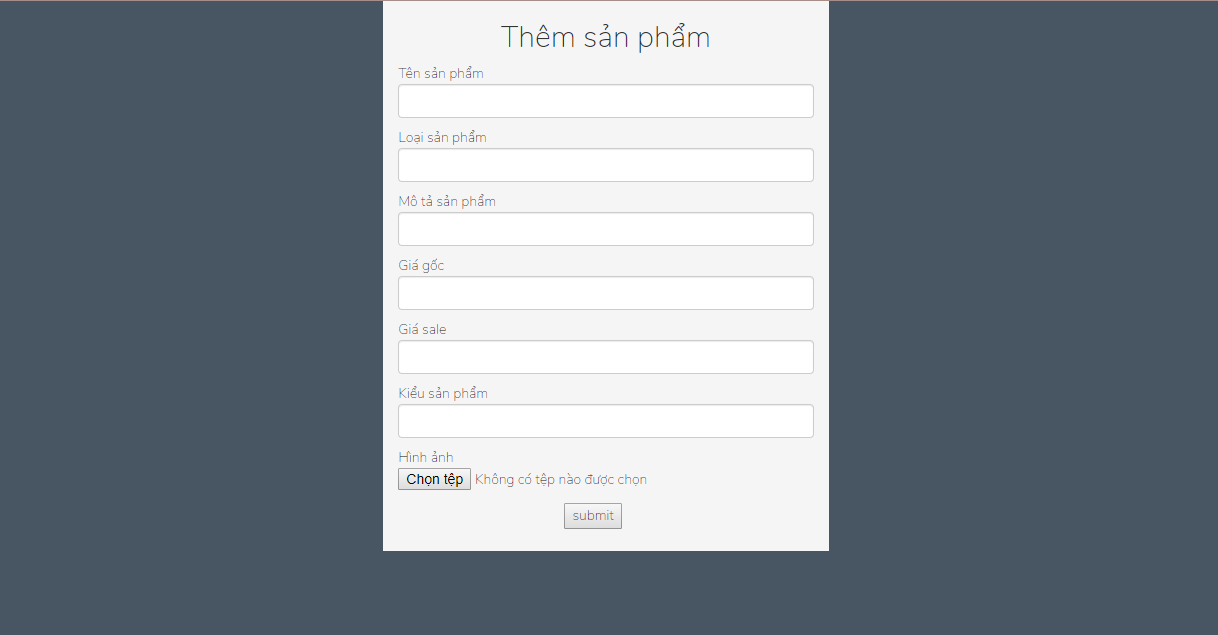 Thêm sản phẩm
Tên sản phẩm
Loại sản phẩm
Mô tả sản phẩm
Giá gốc
Giá sale
Kiểu sản phẩm
Hình ảnh
Chọn tệp Không có tệp nào được chọn
submit